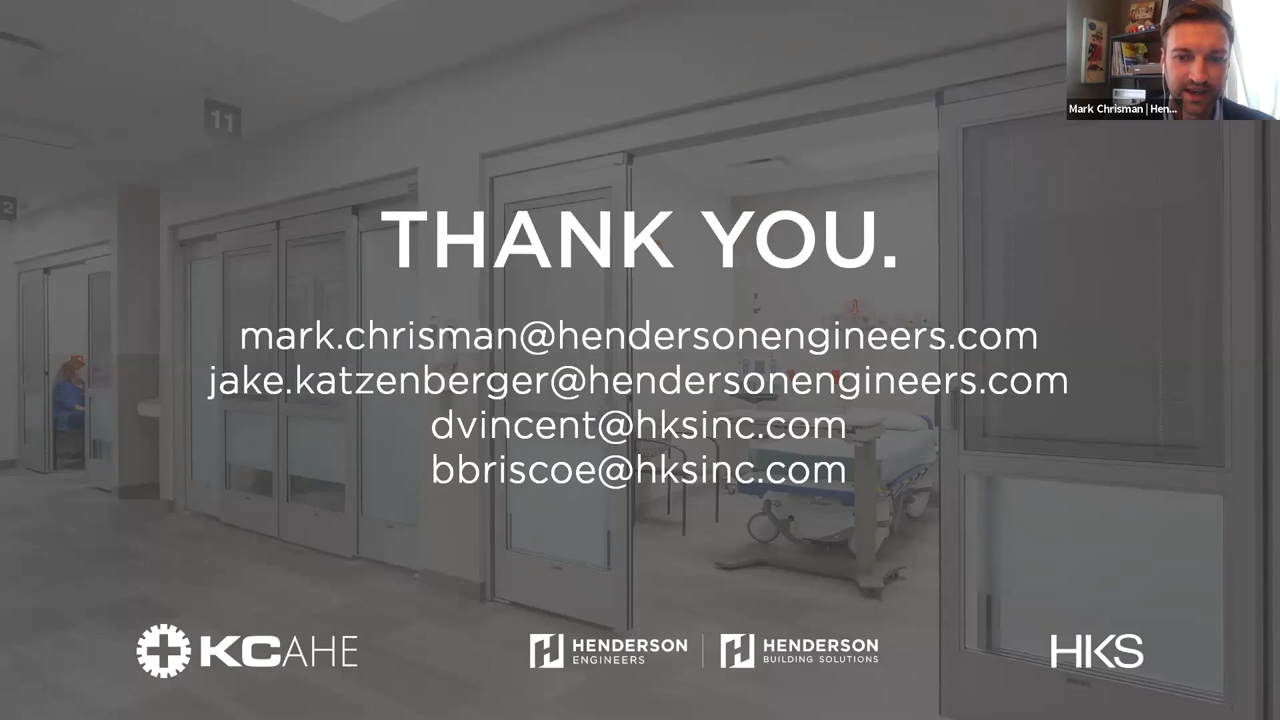 Mark Chrisman | Hen...
11
2
THANK YOU.
mark.chrisman@hendersonengineers.com
jake.katzenberger@hendersonengineers.com
dvincent@hksinc.com
bbriscoe@hksinc.com
KCAHE
HENDERSON
ENGINEERS
HENDERSON
BUILDING SOLUTIONS
HKS